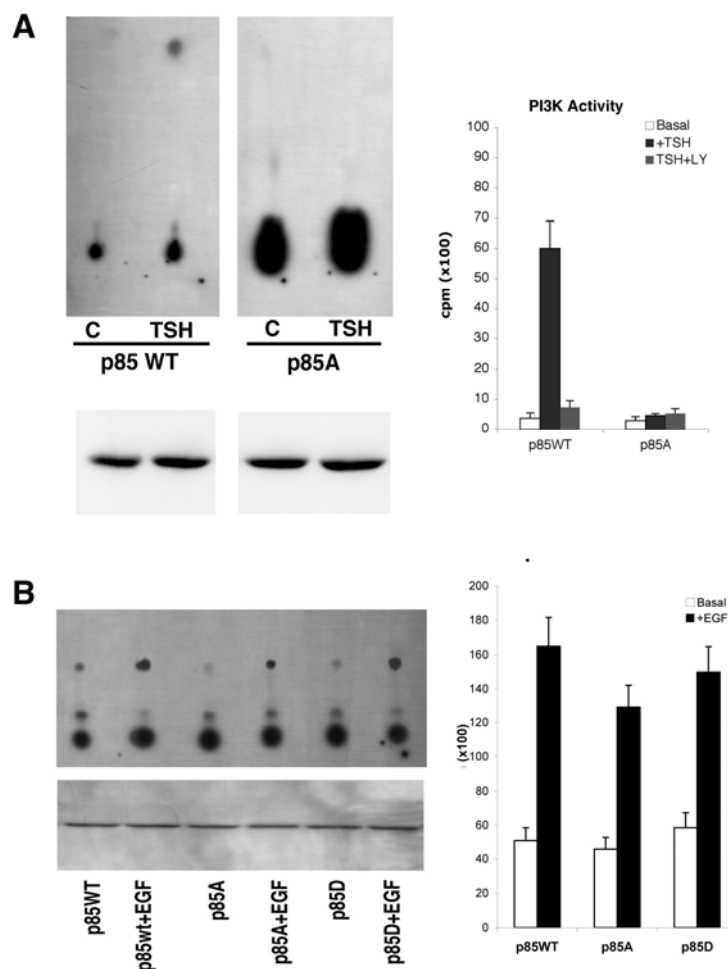 A
C TSH
p85 WT
C TSH
p85A
PI3K Activity
Basal
+TSH
TSH+LY
cpm (x100)
100
90
80
70
60
50
40
30
20
10
0
p85WT p85A
B
p85WT
p85wt+EGF
p85A
p85A+EGF
p85D
p85D+EGF
Basal
+EGF
(x100)
200
180
160
140
120
100
80
60
40
20
0
p85WT p85A p85D